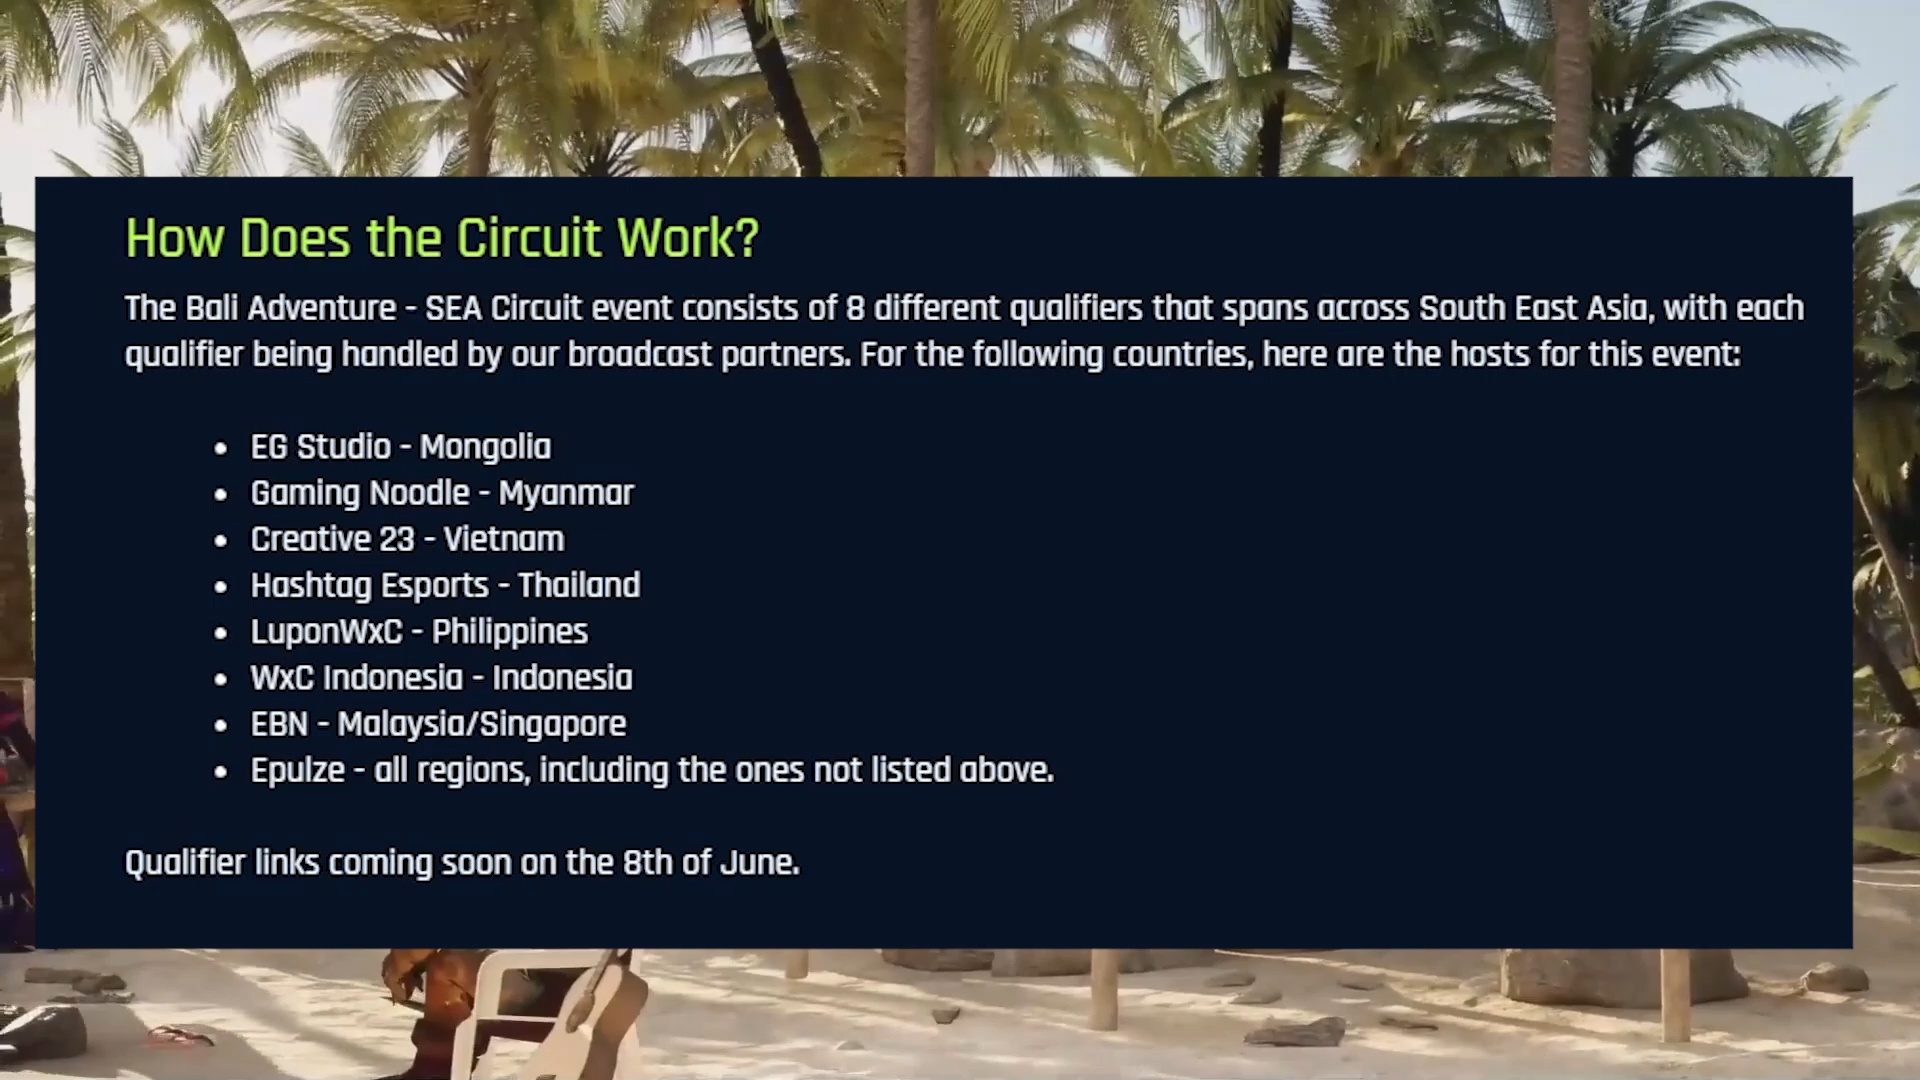 How Does the Circuit Work?
The Bali Adventure - SEA Circuit event consists of 8 different qualifiers that spans across South East Asia, with each
qualifier being handled by our broadcast partners. For the following countries, here are the hosts for this event:
• EG Studio - Mongolia
• Gaming Noodle - Myanmar
• Creative 23 - Vietnam
• Hashtag Esports - Thailand
• LuponWxC - Philippines
• WxC Indonesia - Indonesia
• EBN - Malaysia/Singapore
• Epulze - all regions, including the ones not listed above.
Qualifier links coming soon on the 8th of June.